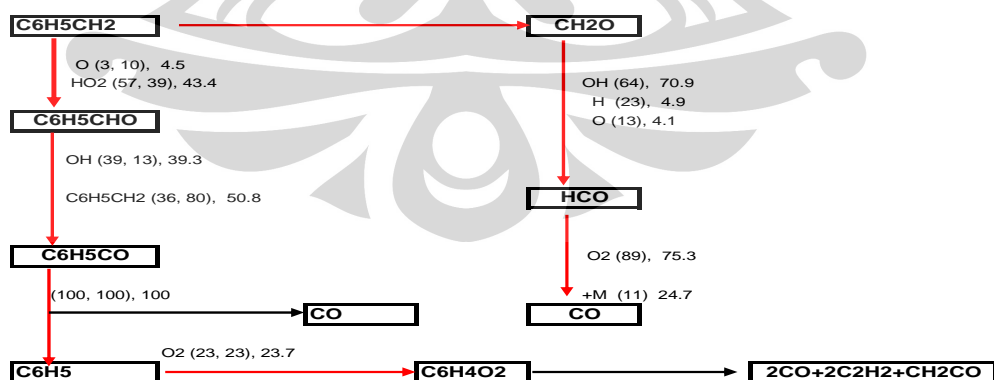 C6H5CH2
CH2O
O (3, 10), 4.5
HO2 (57, 39), 43.4
OH (64), 70.9
H (23), 4.9
O (13), 4.1
C6H5CHO
OH (39, 13), 39.3
C6H5CH2 (36, 80), 50.8
HCO
C6H5CO
O2 (89), 75.3
+M (11) 24.7
(100, 100), 100
CO
CO
O2 (23, 23), 23.7
C6H5
C6H4O2
2CO+2C2H2+CH2CO